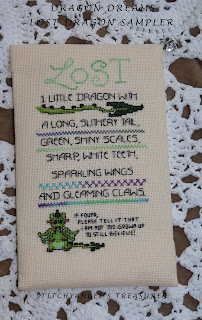 DRAGON DREAMS
LOST DRAGON SAMPLER
LOST
1 LITTLE DRAGON WITH
A LONG, SLITHERY TAIL,
GREEN, SHINY SCALES,
SHARP, WHITE TEETH,
SPARKLING WINGS
AND GLEAMING CLAWS.
IF FOUND,
PLEASE TELL IT THAT
I AM NOT TOO GROWN UP
TO STILL BELIEVE!
STITCHYANGEL'S TREASURES